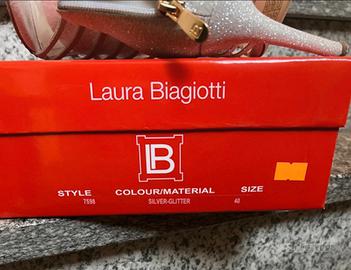 Laura Biagiotti
LB
STYLE COLOUR/MATERIAL SIZE
7598 SILVER-GLITTER 40